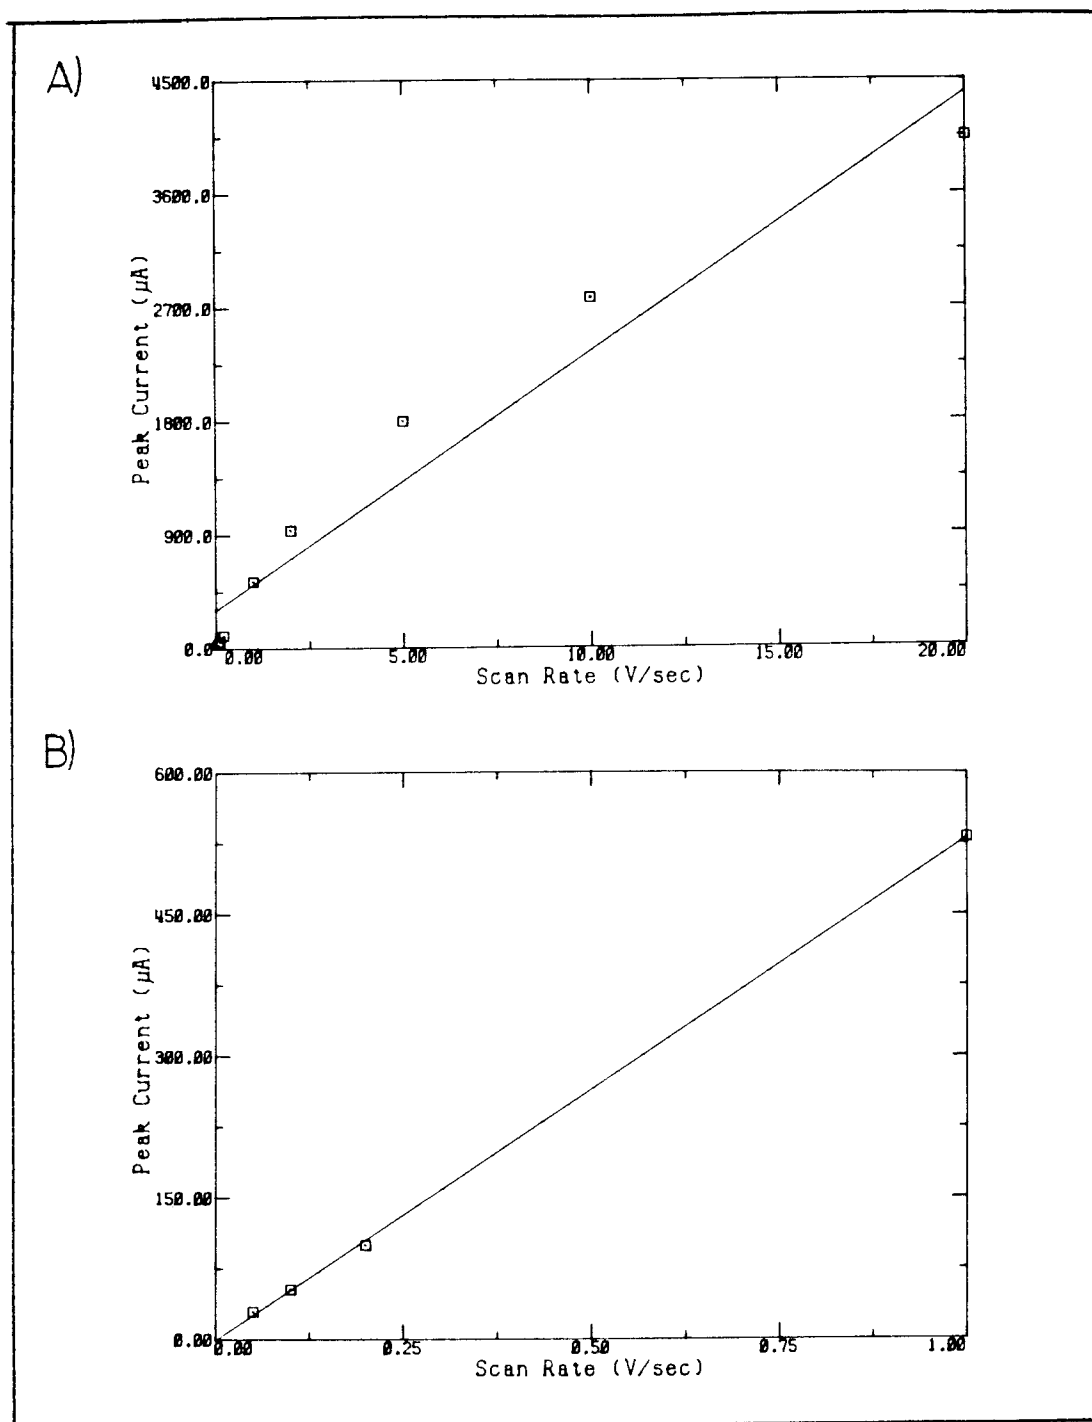 A)
4500.0
3600.0
2700.0
1800.0
900.0
0.0
Peak Current (µA)
0.00 5.00 10.00 15.00 20.00
Scan Rate (V/sec)
B)
600.00
450.00
300.00
150.00
0.00
Peak Current (µA)
0.00 0.25 0.50 0.75 1.00
Scan Rate (V/sec)